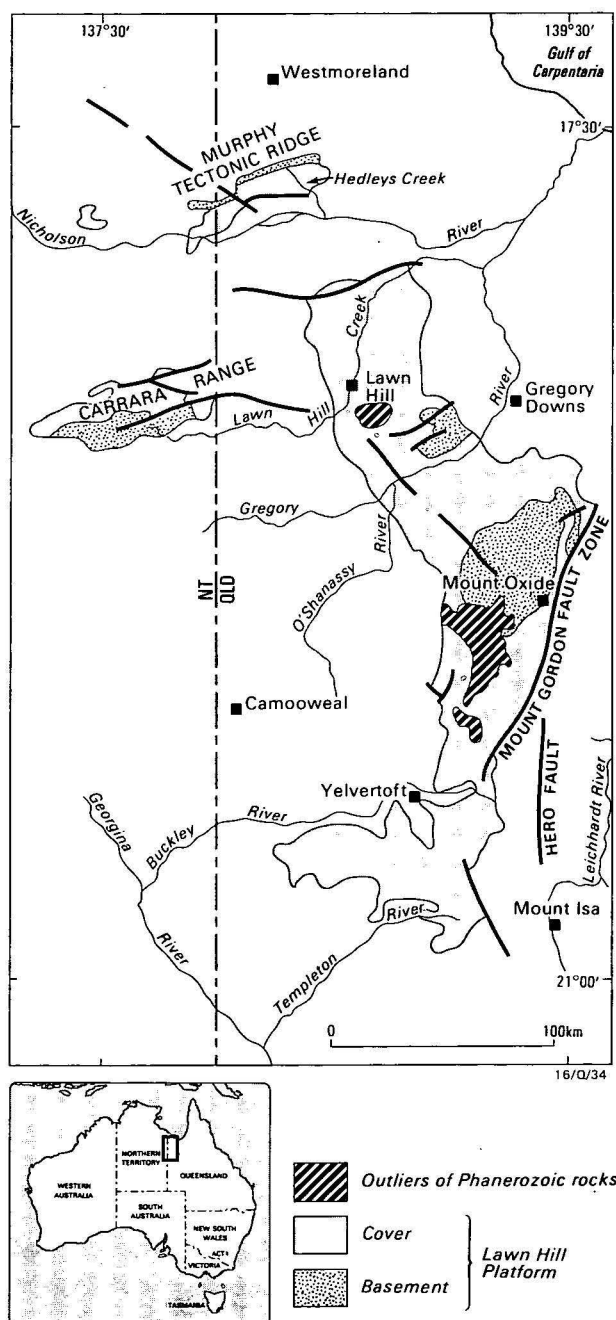 137°30'
139°30'
Gulf of
Carpentaria
Westmoreland
17°30'
MURPHY
TECTONIC RIDGE
Hedleys Creek
Nicholson
River
Creek
Lawn
Hill
CARRARA RANGE
Lawn Hill
River
Gregory
Downs
Gregory
River
O'Shanassy
NT
QLD
Mount Oxide
MOUNT GORDON FAULT ZONE
Camooweal
HERO FAULT
Leichhardt River
Yelvertoft
Georgina
River
Buckley River
Mount Isa
Templeton River
21°00'
0 100km
16/0/34
WESTERN
AUSTRALIA
NORTHERN
TERRITORY
QUEENSLAND
SOUTH
AUSTRALIA
NEW SOUTH
WALES
ACT
VICTORIA
TASMANIA
Outliers of Phanerozoic rocks
Cover
Basement
Lawn Hill
Platform